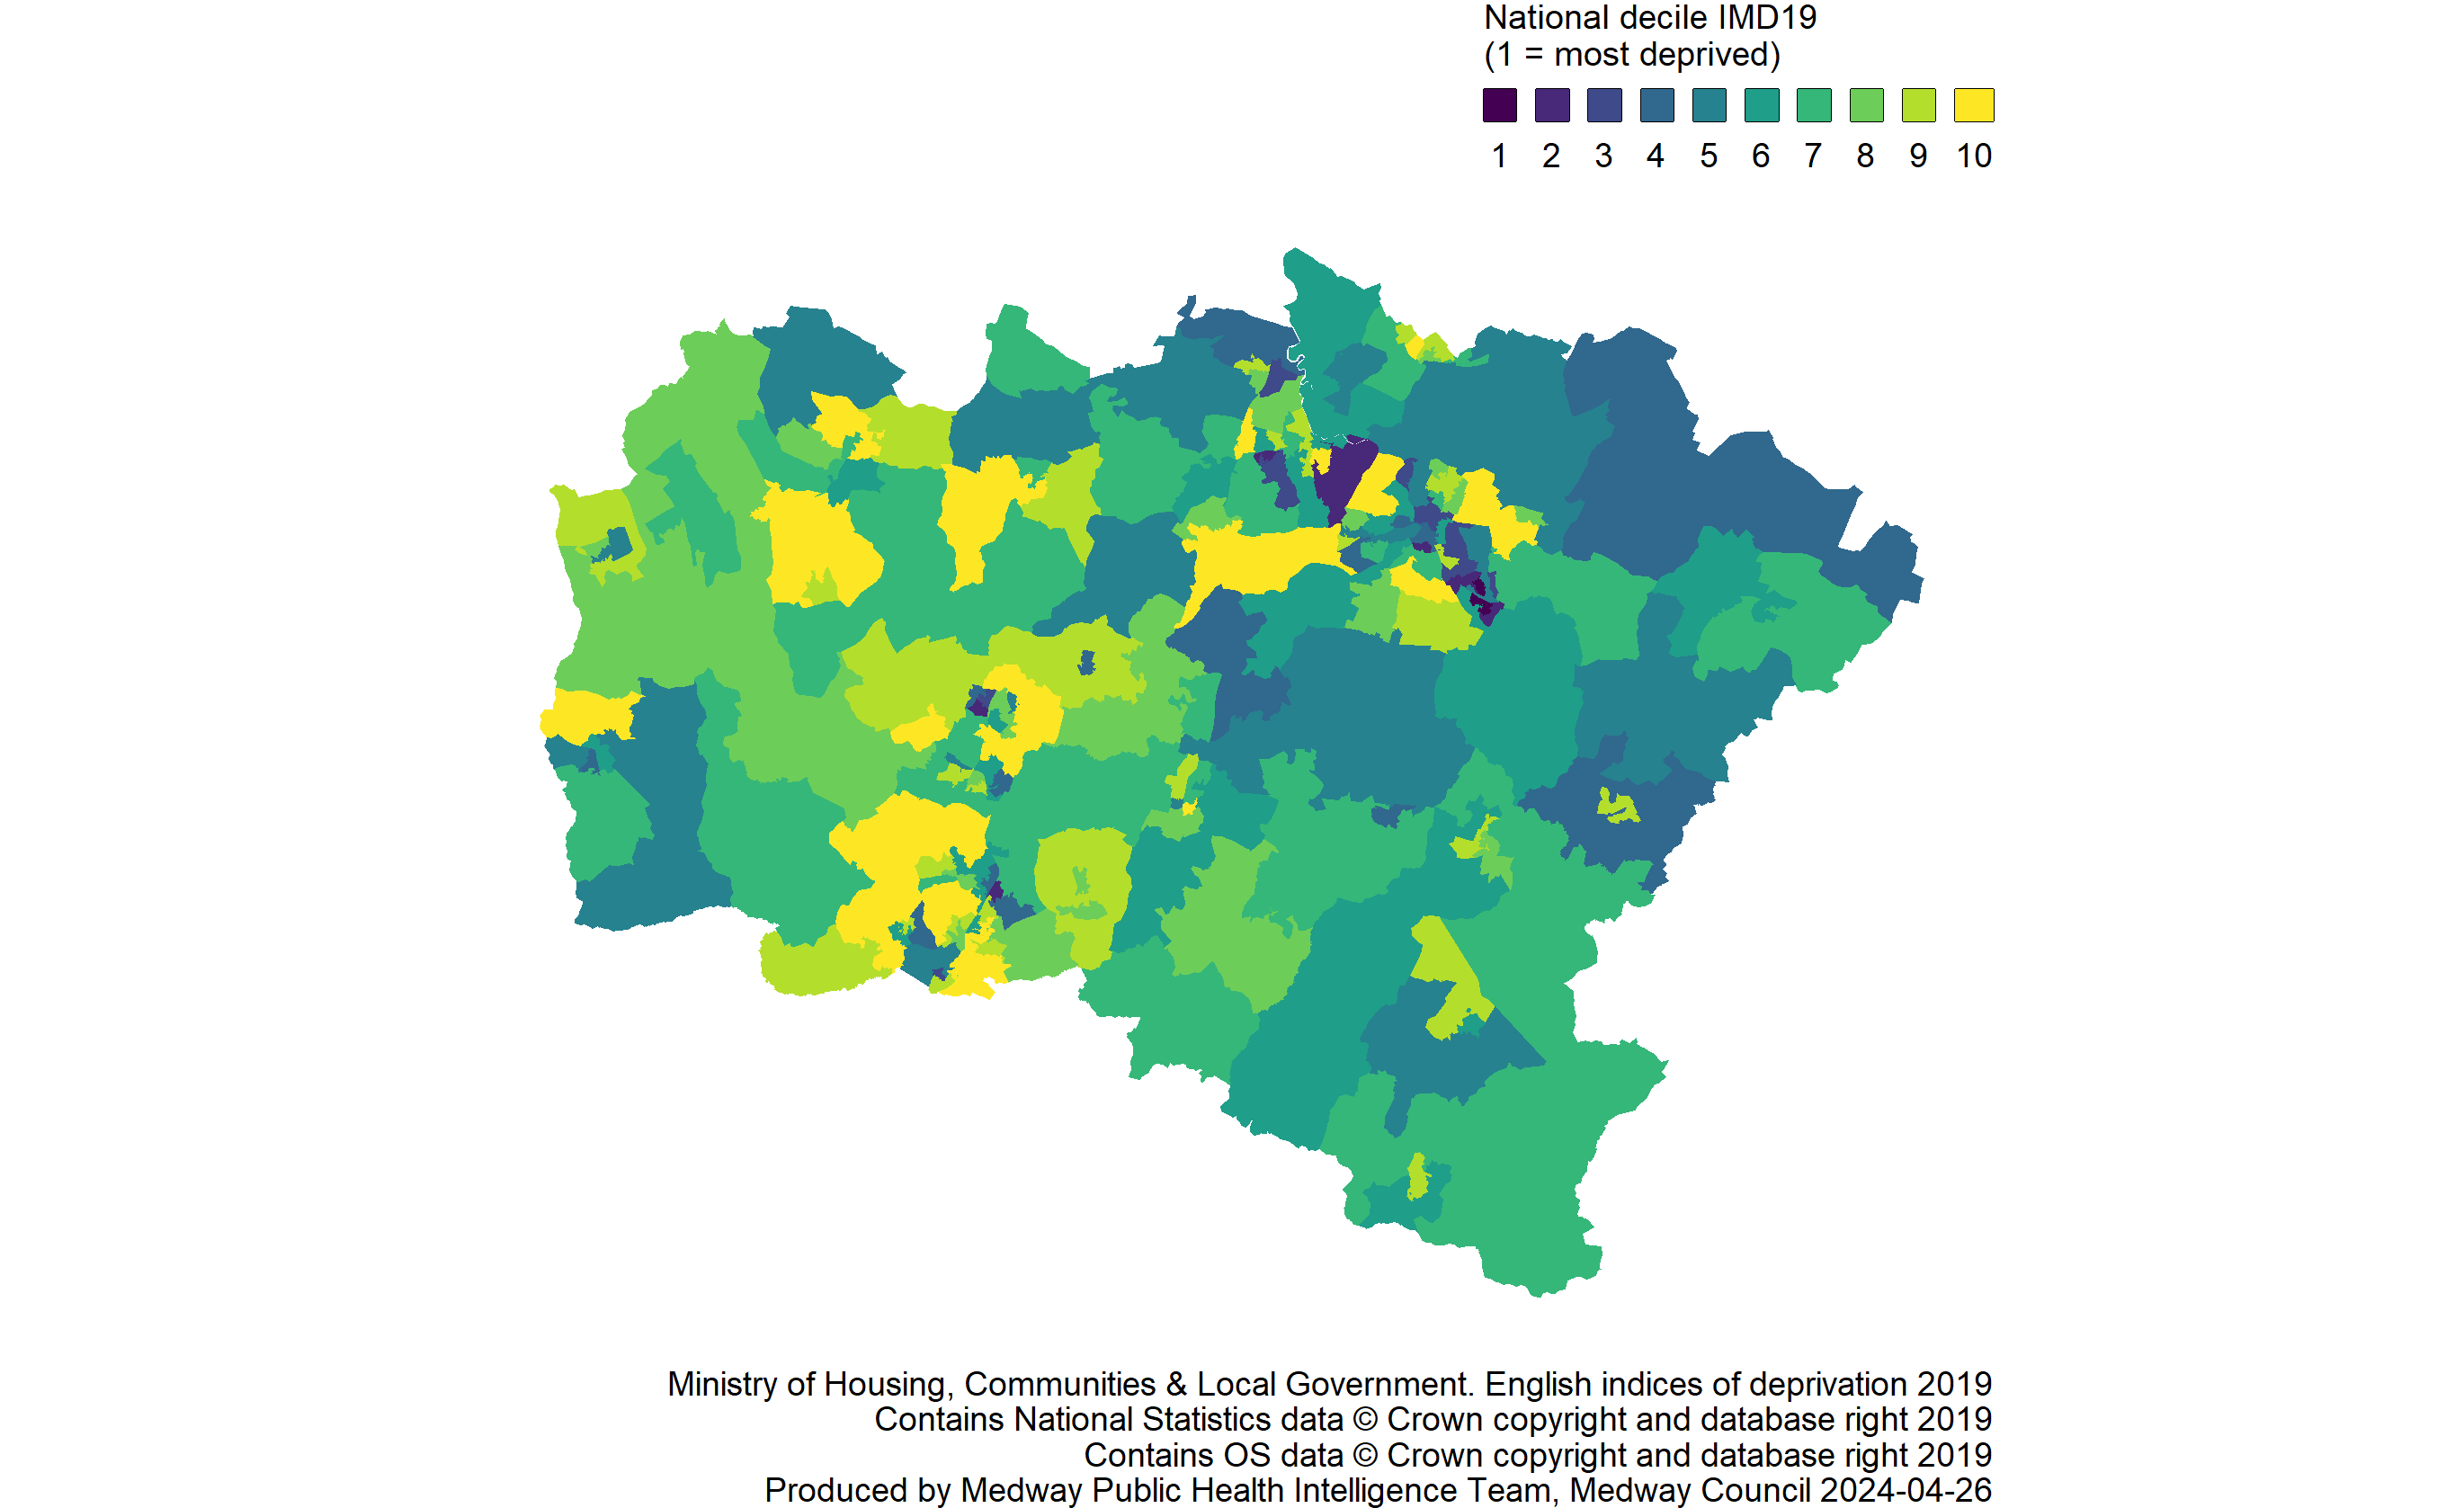 National decile IMD19
(1 = most deprived)
1 2 3 4 5 6 7 8 9 10
Ministry of Housing, Communities & Local Government. English indices of deprivation 2019
Contains National Statistics data © Crown copyright and database right 2019
Contains OS data © Crown copyright and database right 2019
Produced by Medway Public Health Intelligence Team, Medway Council 2024-04-26